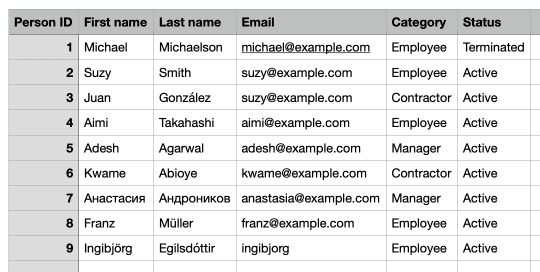 Person ID First name Last name Email Category Status
1 Michael Michaelson michael@example.com Employee Terminated
2 Suzy Smith suzy@example.com Employee Active
3 Juan González suzy@example.com Contractor Active
4 Aimi Takahashi aimi@example.com Employee Active
5 Adesh Agarwal adesh@example.com Manager Active
6 Kwame Abioye kwame@example.com Contractor Active
7 Анастасия Андроников anastasia@example.com Manager Active
8 Franz Müller franz@example.com Employee Active
9 Ingibjörg Egilsdóttir ingibjorg Employee Active